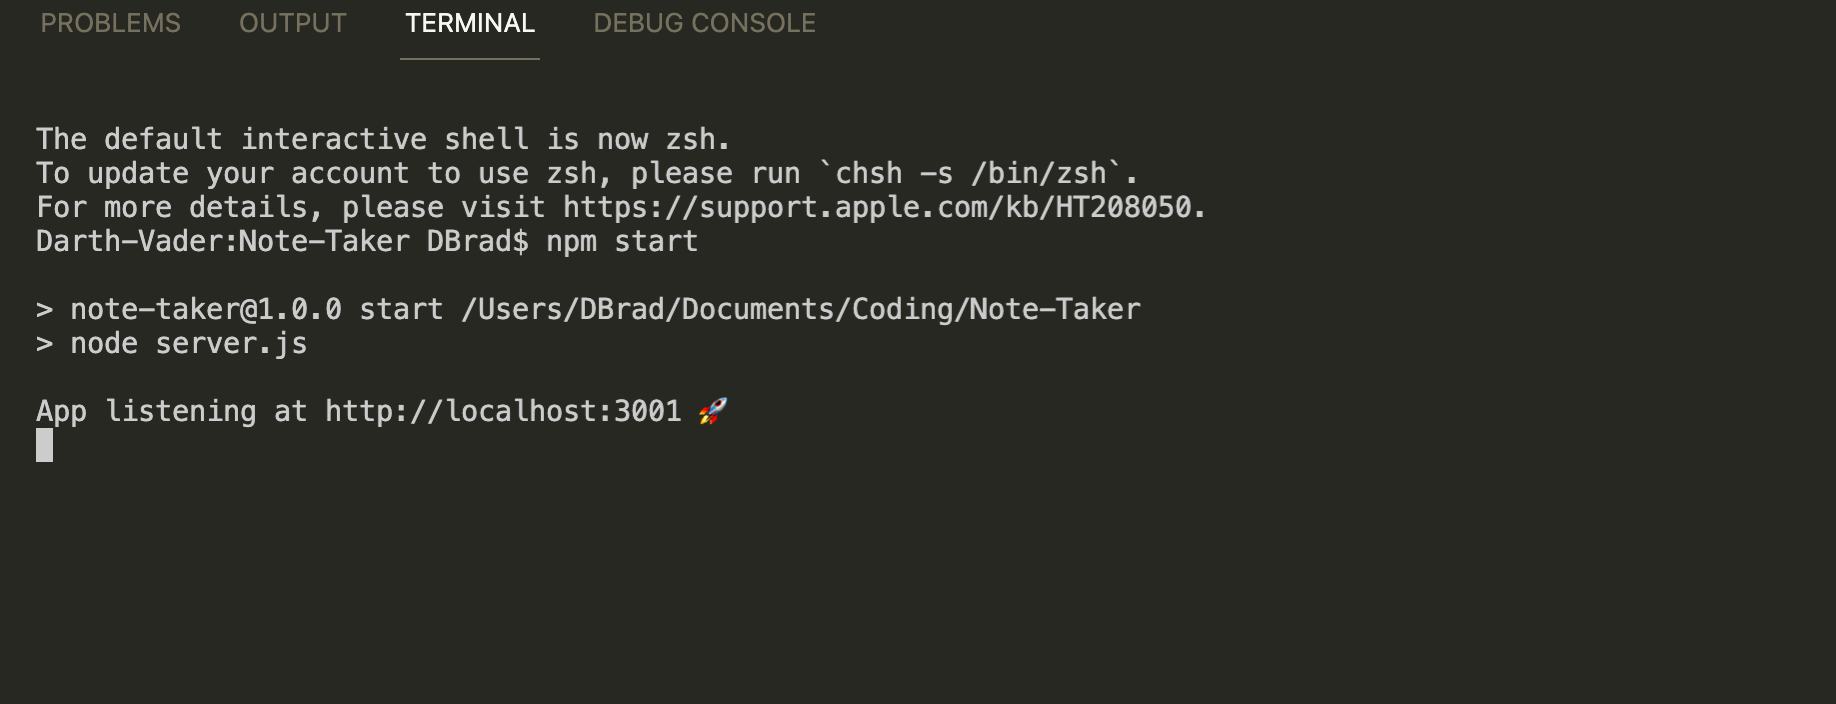 PROBLEMS OUTPUT TERMINAL DEBUG CONSOLE
The default interactive shell is now zsh.
To update your account to use zsh, please run `chsh -s /bin/zsh`.
For more details, please visit https://support.apple.com/kb/HT208050.
Darth-Vader:Note-Taker DBrad$ npm start
> note-taker@1.0.0 start /Users/DBrad/Documents/Coding/Note-Taker
> node server.js
App listening at http://localhost:3001 🚀